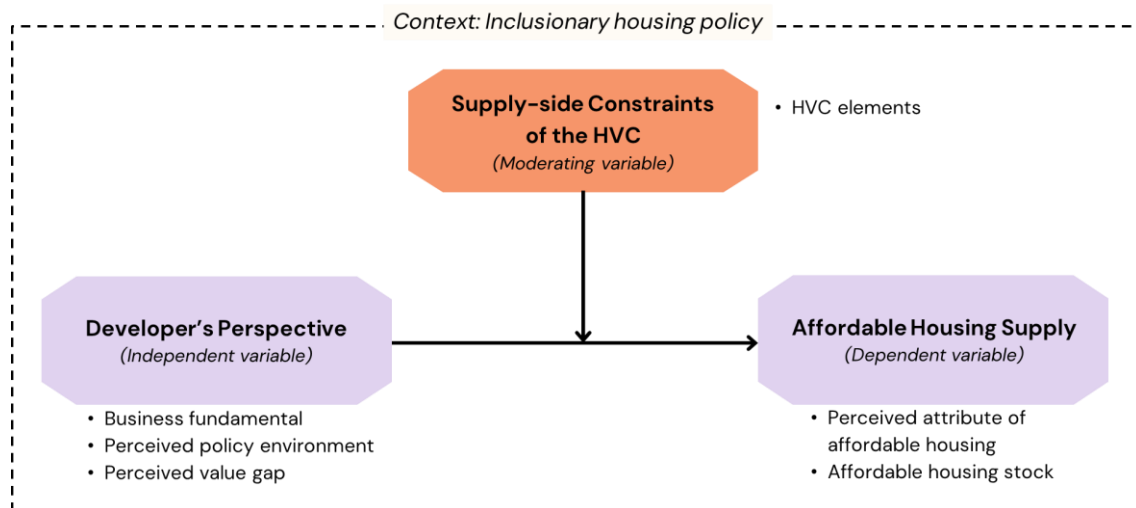 Context: Inclusionary housing policy
Supply-side Constraints
of the HVC
(Moderating variable)
• HVC elements
Developer's Perspective
(Independent variable)
• Business fundamental
• Perceived policy environment
• Perceived value gap
Affordable Housing Supply
(Dependent variable)
• Perceived attribute of
affordable housing
• Affordable housing stock